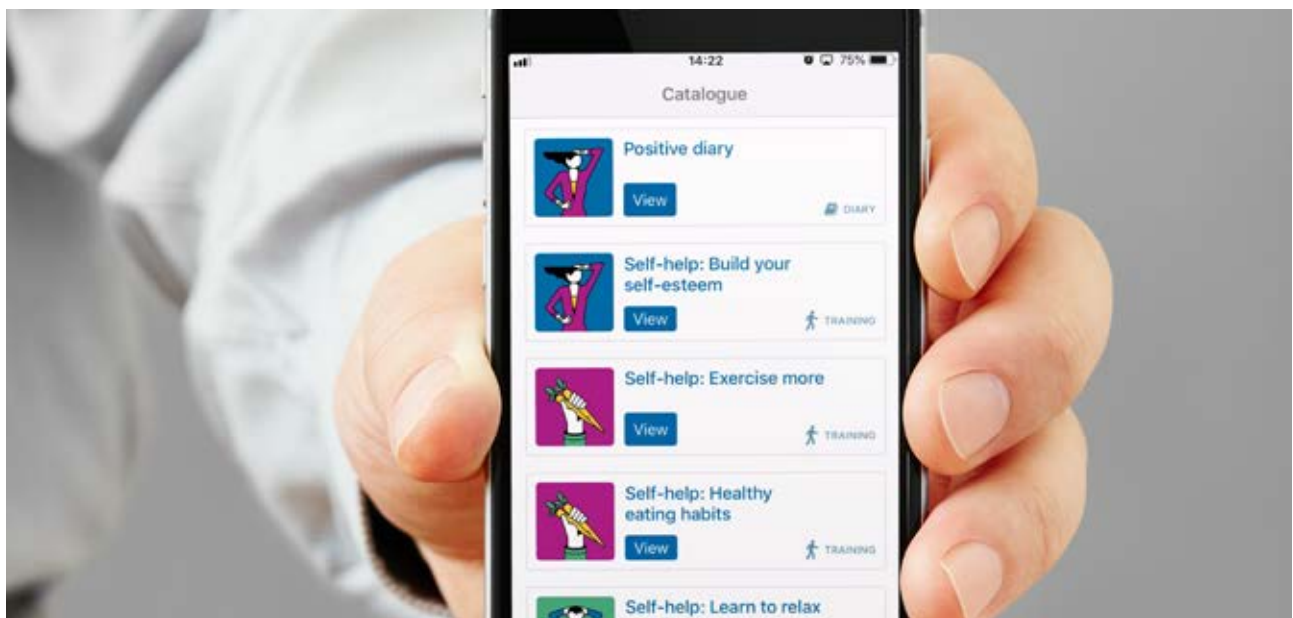 14:22 75%
Catalogue
Positive diary
View
DIARY
Self-help: Build your
self-esteem
View
TRAINING
Self-help: Exercise more
View
TRAINING
Self-help: Healthy
eating habits
View
TRAINING
Self-help: Learn to relax